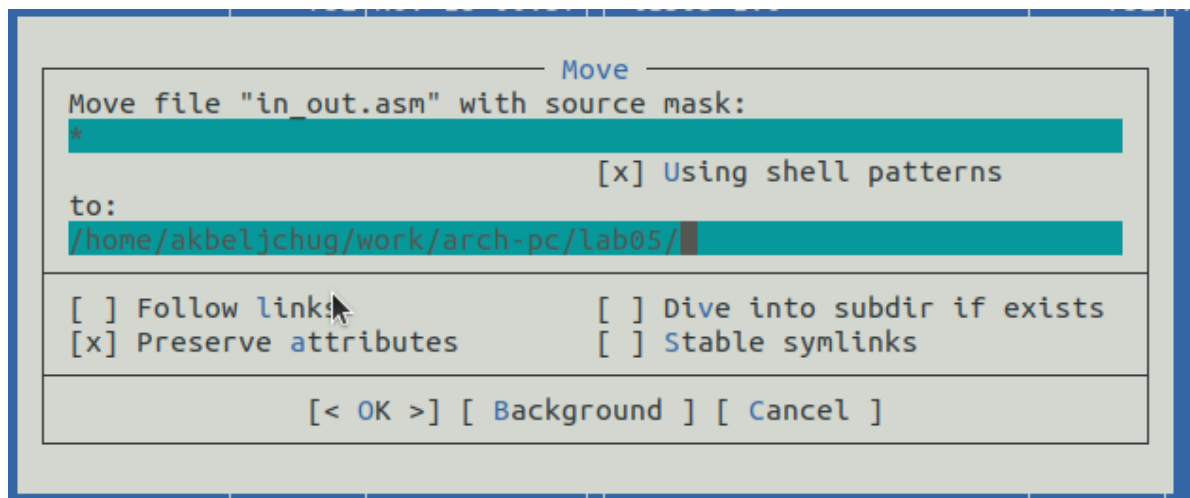 Move
Move file "in_out.asm" with source mask:
*
[x] Using shell patterns
to:
/home/akbeljchug/work/arch-pc/lab05/
[ ] Follow links [ ] Dive into subdir if exists
[x] Preserve attributes [ ] Stable symlinks
[< OK >] [ Background ] [ Cancel ]